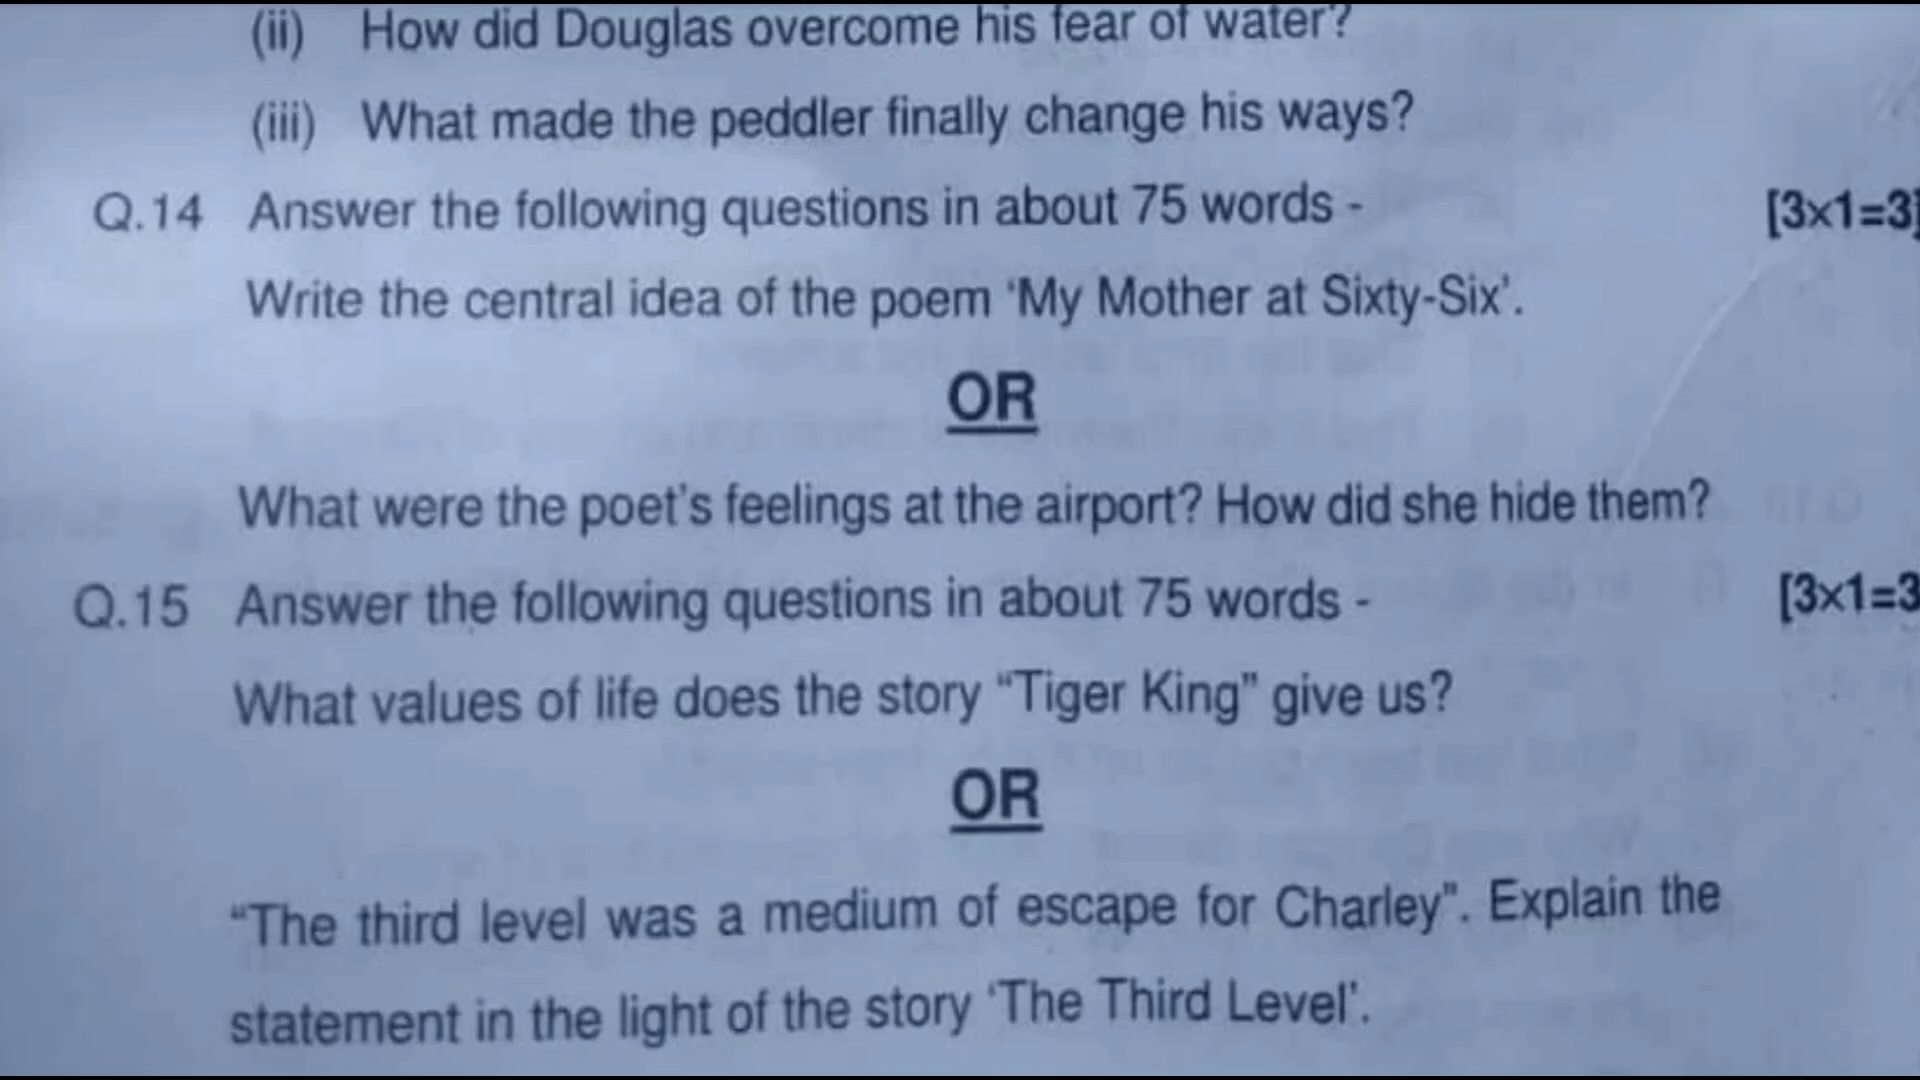 (ii) How did Douglas overcome his fear of water?
(iii) What made the peddler finally change his ways?
Q.14 Answer the following questions in about 75 words - [3x1=3]
Write the central idea of the poem ‘My Mother at Sixty-Six’.
OR
What were the poet's feelings at the airport? How did she hide them?
Q.15 Answer the following questions in about 75 words - [3x1=3
What values of life does the story “Tiger King” give us?
OR
“The third level was a medium of escape for Charley”. Explain the
statement in the light of the story ‘The Third Level’.